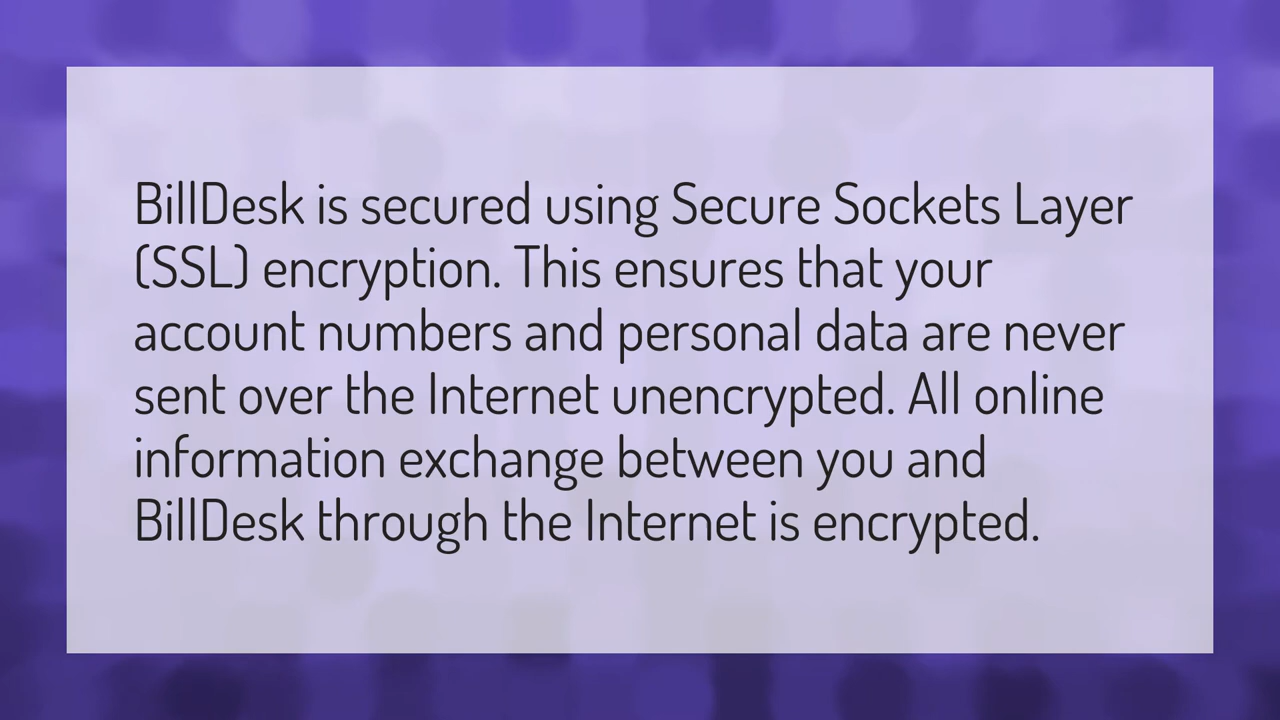 BillDesk is secured using Secure Sockets Layer
(SSL) encryption. This ensures that your
account numbers and personal data are never
sent over the Internet unencrypted. All online
information exchange between you and
BillDesk through the Internet is encrypted.